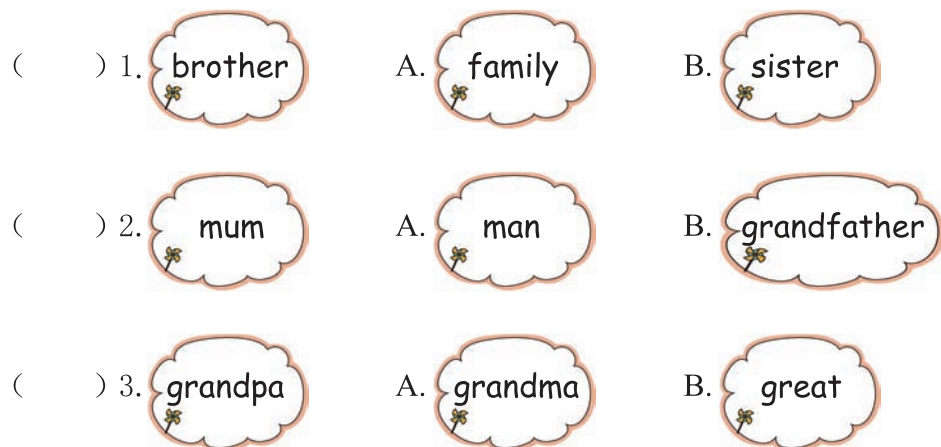 （ ）1. brother A. family B. sister
（ ）2. mum A. man B. grandfather
（ ）3. grandpa A. grandma B. great